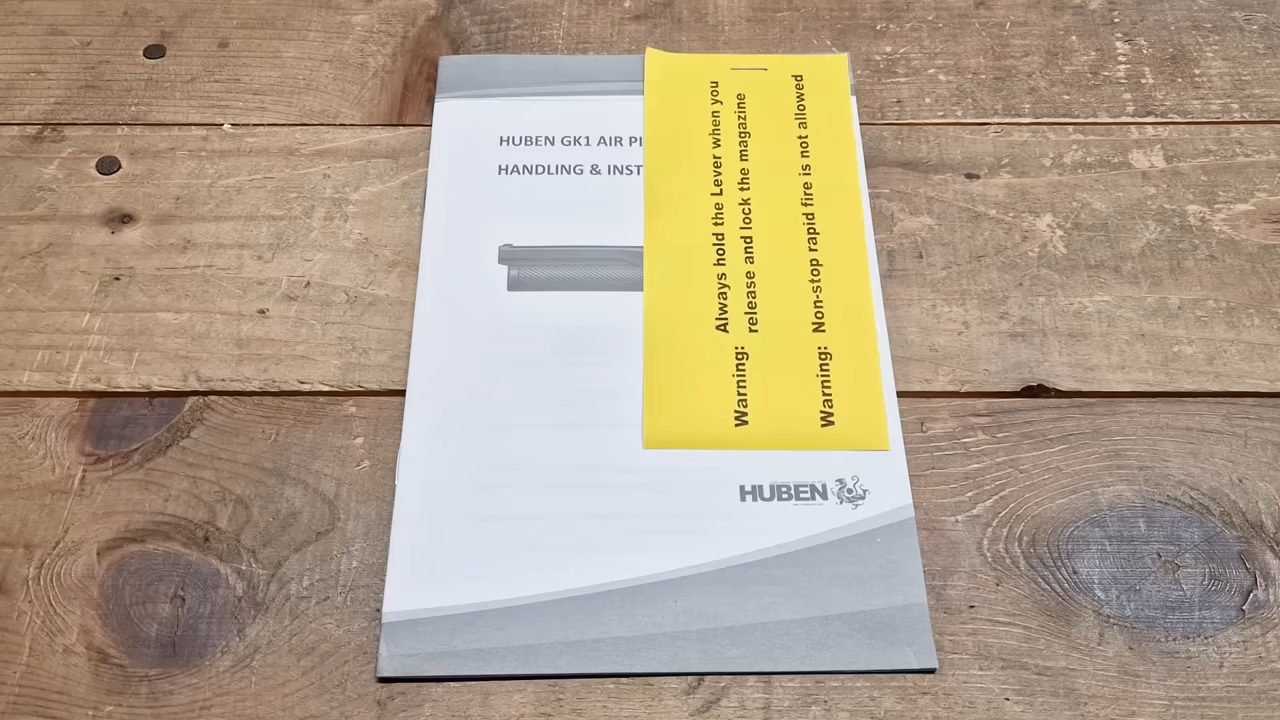 HUBEN GK1 AIR PI
HANDLING & INST
Warning: Always hold the Lever when you
release and lock the magazine
Warning: Non-stop rapid fire is not allowed
HUBEN